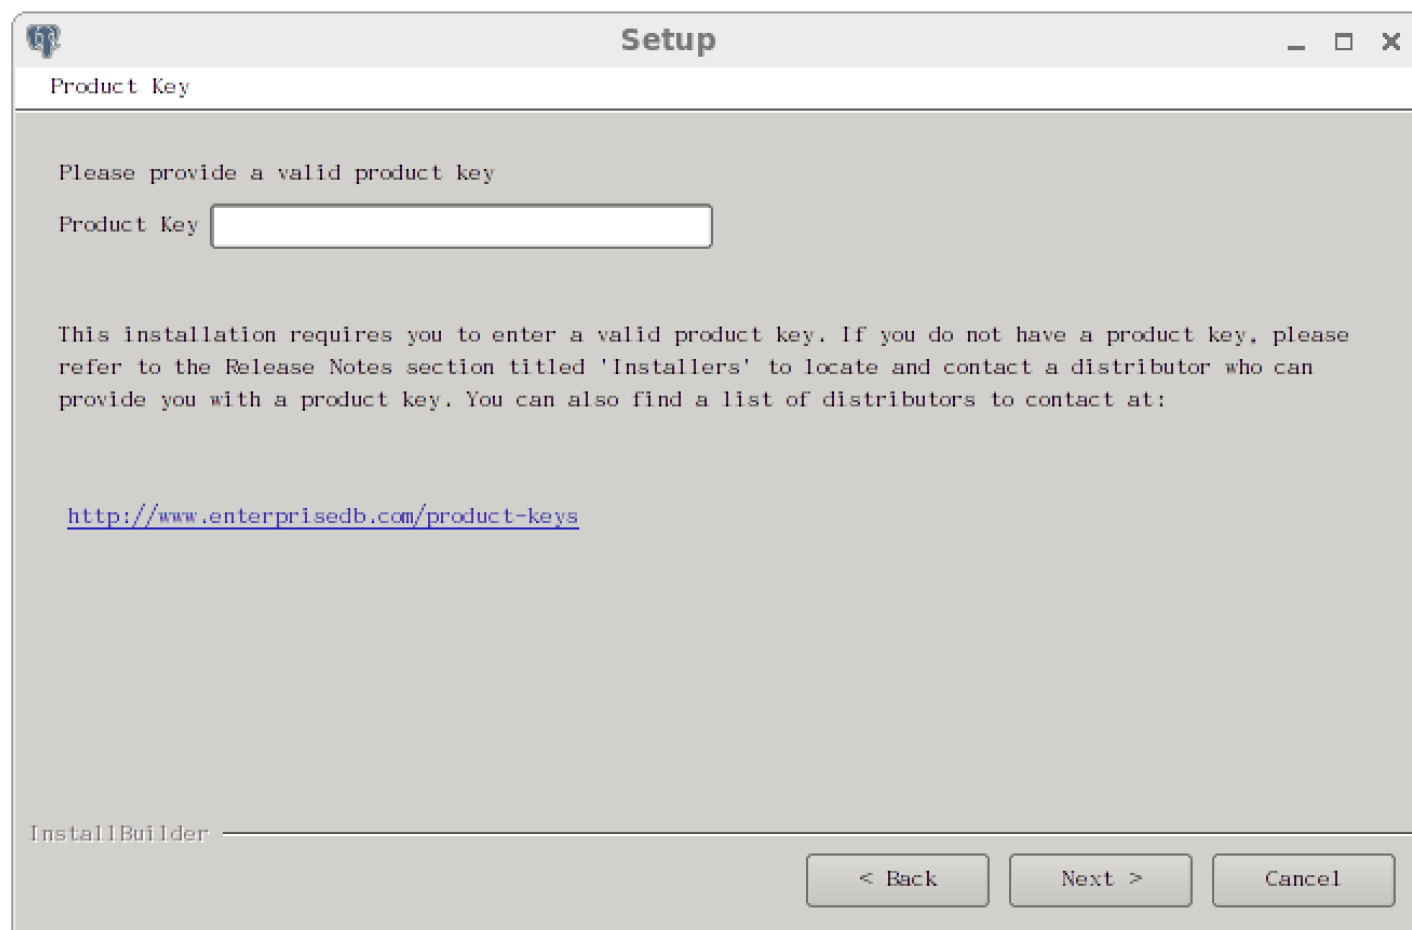 Setup
Product Key
Please provide a valid product key
Product Key
This installation requires you to enter a valid product key. If you do not have a product key, please
refer to the Release Notes section titled 'Installers' to locate and contact a distributor who can
provide you with a product key. You can also find a list of distributors to contact at:
http://www.enterprisedb.com/product-keys
InstallBuilder
< Back
Next >
Cancel